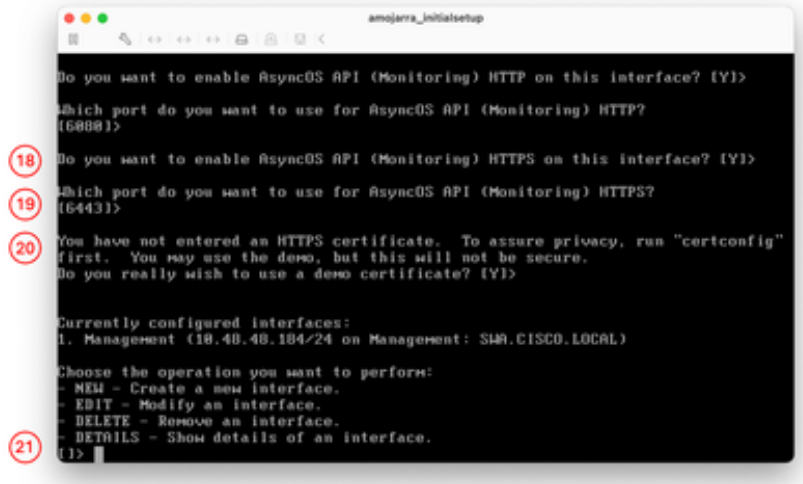 amojarra_initialsetup
Do you want to enable AsyncOS API (Monitoring) HTTP on this interface? [Y]>
Which port do you want to use for AsyncOS API (Monitoring) HTTP?
[6080]>
18 Do you want to enable AsyncOS API (Monitoring) HTTPS on this interface? [Y]>
Which port do you want to use for AsyncOS API (Monitoring) HTTPS?
19 [6443]>
20 You have not entered an HTTPS certificate. To assure privacy, run "certconfig"
first. You may use the demo, but this will not be secure.
Do you really wish to use a demo certificate? [Y]>
Currently configured interfaces:
1. Management (10.48.48.184/24 on Management: SWA.CISCO.LOCAL)
Choose the operation you want to perform:
- NEW - Create a new interface.
- EDIT - Modify an interface.
- DELETE - Remove an interface.
- DETAILS - Show details of an interface.
21 []>